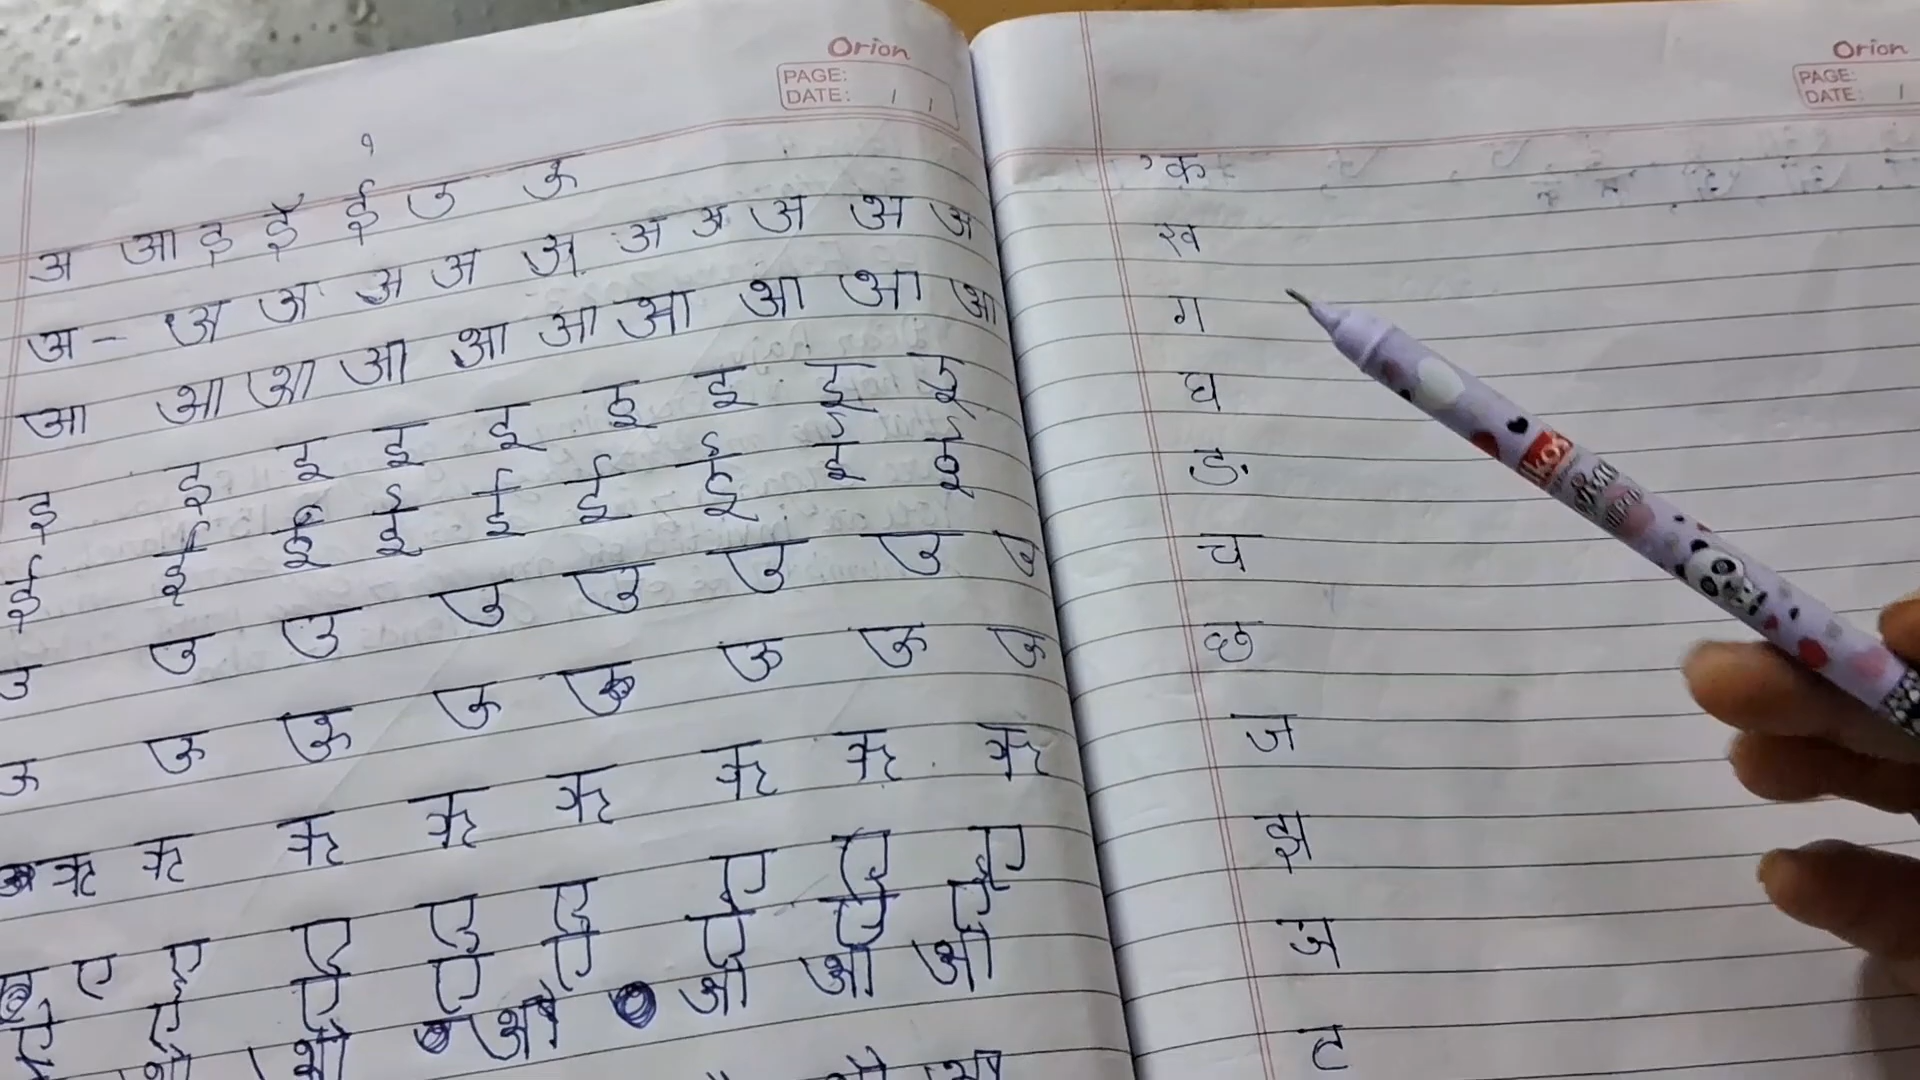 Orion
PAGE:
DATE: / /
अ आ इ ई ई उ ऊ
अ - अ अ अ अ अ अ अ अ अ अ
आ आ आ आ आ आ आ आ आ आ
इ इ इ इ इ इ इ इ इ
ई ई ई ई ई ई ई ई ई
उ उ उ उ उ उ उ उ
ऊ ऊ ऊ ऊ ऊ ऊ ऊ ऊ
ऋ ऋ ऋ ऋ ऋ ऋ ऋ ऋ
ए ए ए ए ए ए ए ए
ऐ ऐ ऐ ऐ ऐ ऐ ऐ ऐ
ओ ओ ओ ओ ओ ओ
Orion
PAGE:
DATE: /
क
ख
ग
घ
ङ
च
छ
ज
झ
ञ
ट